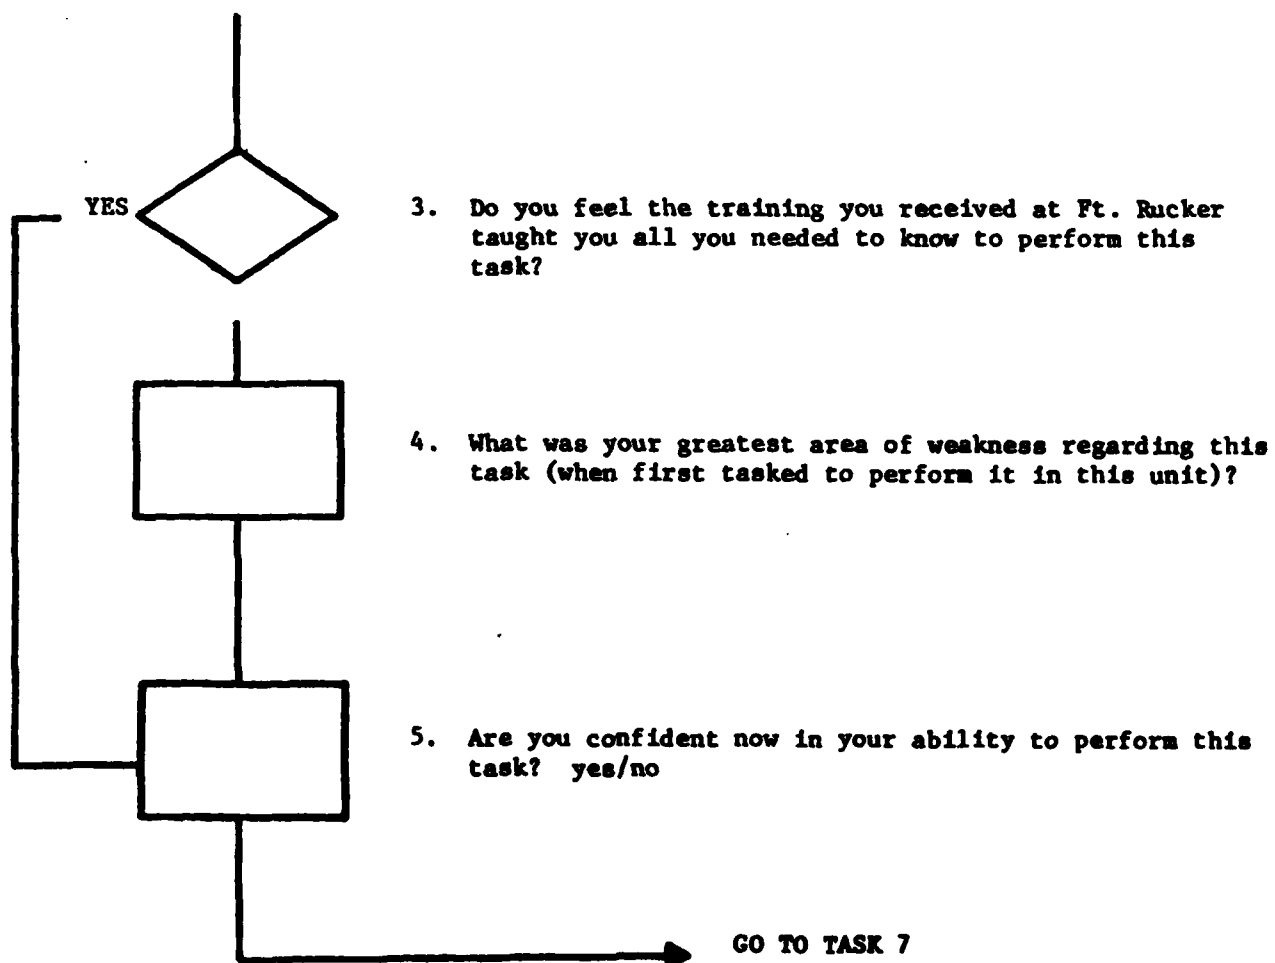 YES
3. Do you feel the training you received at Ft. Rucker
taught you all you needed to know to perform this
task?
4. What was your greatest area of weakness regarding this
task (when first tasked to perform it in this unit)?
5. Are you confident now in your ability to perform this
task? yes/no
GO TO TASK 7